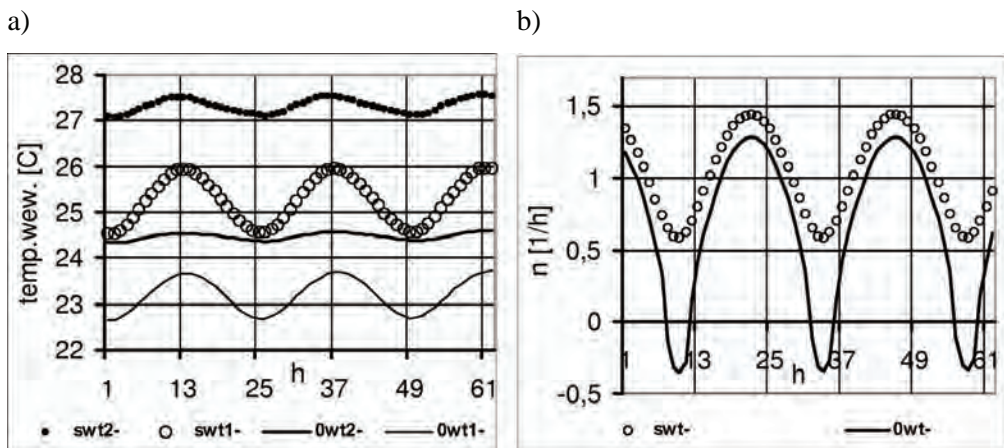 a)
b)
temp.wew. [C]
28
27
26
25
24
23
22
1 13 25 37 49 61
h
swt2- swt1- 0wt2- 0wt1-
n [1/h]
1,5
1
0,5
0
-0,5
1 13 25 37 49 61
h
swt- 0wt-